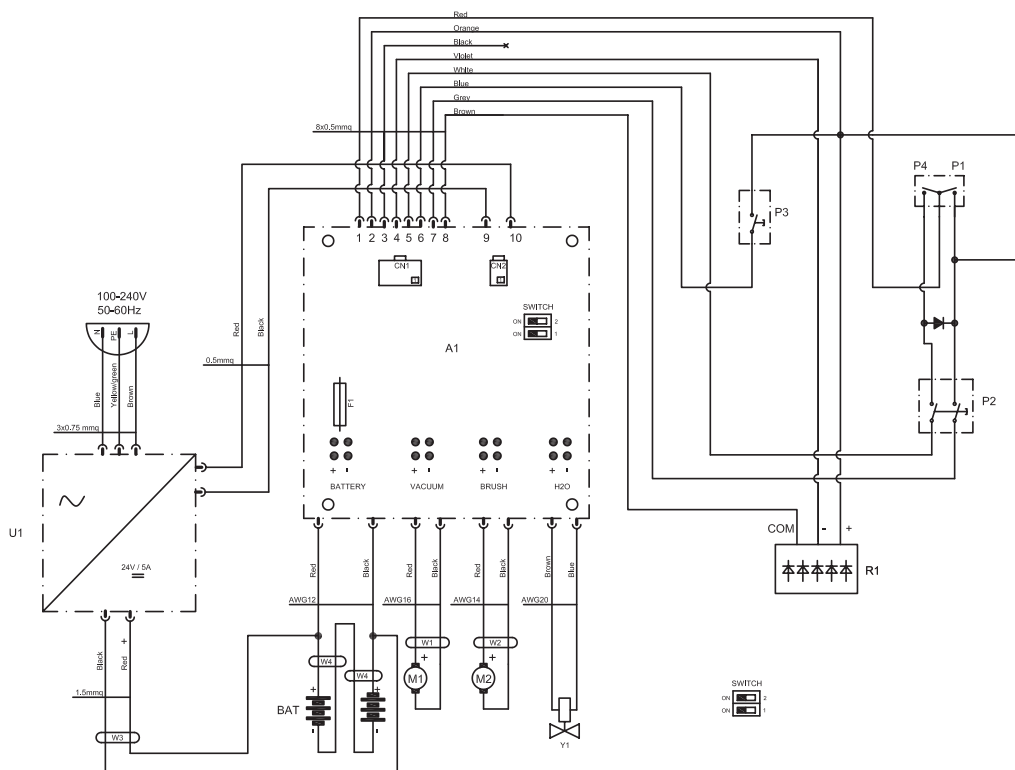 Red
Orange
Black
Violet
White
Blue
Grey
Brown
8x0,5mmq
P4 P1
P3
1 2 3 4 5 6 7 8 9 10
CN1
CN2
SWITCH
ON 2
ON 1
100-240V
50-60Hz
N PE L
Red
Black
A1
0.5mmq
Blue
Yellow/green
Brown
F1
P2
3x0.75 mmq
+ - + - + - + -
BATTERY VACUUM BRUSH H2O
U1
COM - +
24V / 5A
R1
Red
Black
Red
Black
Red
Black
Brown
Blue
AWG12 AWG16 AWG14 AWG20
Black
Red
+
W1 W2
W4
W4
+ +
M1 M2
SWITCH
ON 2
ON 1
1.5mmq
+ +
BAT
- -
W3
Y1